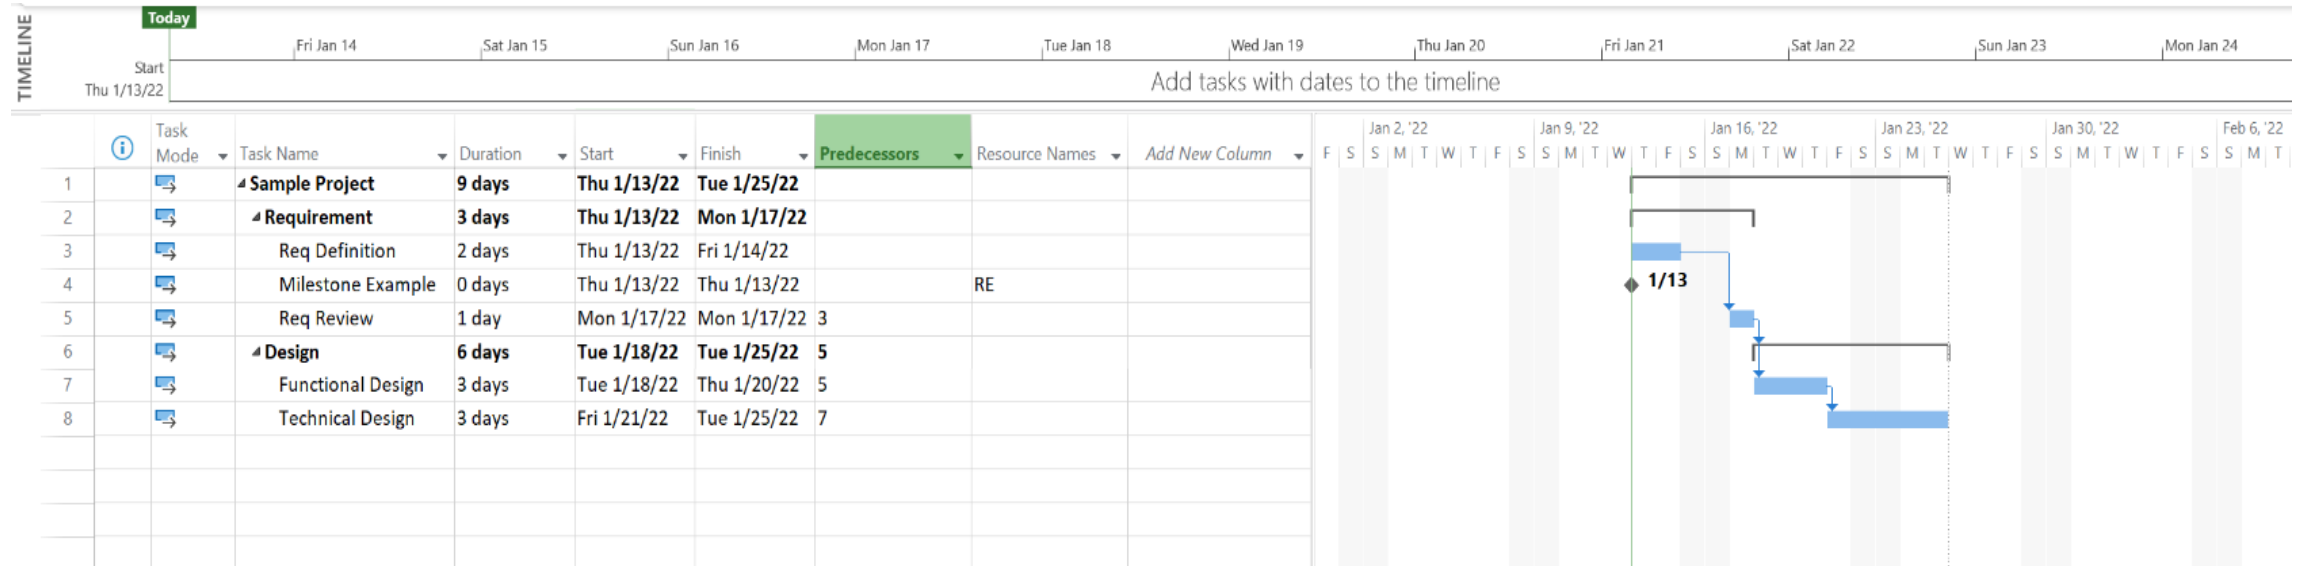 TIMELINE
Today
Fri Jan 14 Sat Jan 15 Sun Jan 16 Mon Jan 17 Tue Jan 18 Wed Jan 19 Thu Jan 20 Fri Jan 21 Sat Jan 22 Sun Jan 23 Mon Jan 24
Start
Thu 1/13/22
Add tasks with dates to the timeline
Task Mode Task Name Duration Start Finish Predecessors Resource Names Add New Column
Jan 2, '22 Jan 9, '22 Jan 16, '22 Jan 23, '22 Jan 30, '22 Feb 6, '22
F S S M T W T F S S M T W T F S S M T W T F S S M T W T F S S M T W T F S S M T
1 Sample Project 9 days Thu 1/13/22 Tue 1/25/22
2 Requirement 3 days Thu 1/13/22 Mon 1/17/22
3 Req Definition 2 days Thu 1/13/22 Fri 1/14/22
4 Milestone Example 0 days Thu 1/13/22 Thu 1/13/22 RE 1/13
5 Req Review 1 day Mon 1/17/22 Mon 1/17/22 3
6 Design 6 days Tue 1/18/22 Tue 1/25/22 5
7 Functional Design 3 days Tue 1/18/22 Thu 1/20/22 5
8 Technical Design 3 days Fri 1/21/22 Tue 1/25/22 7